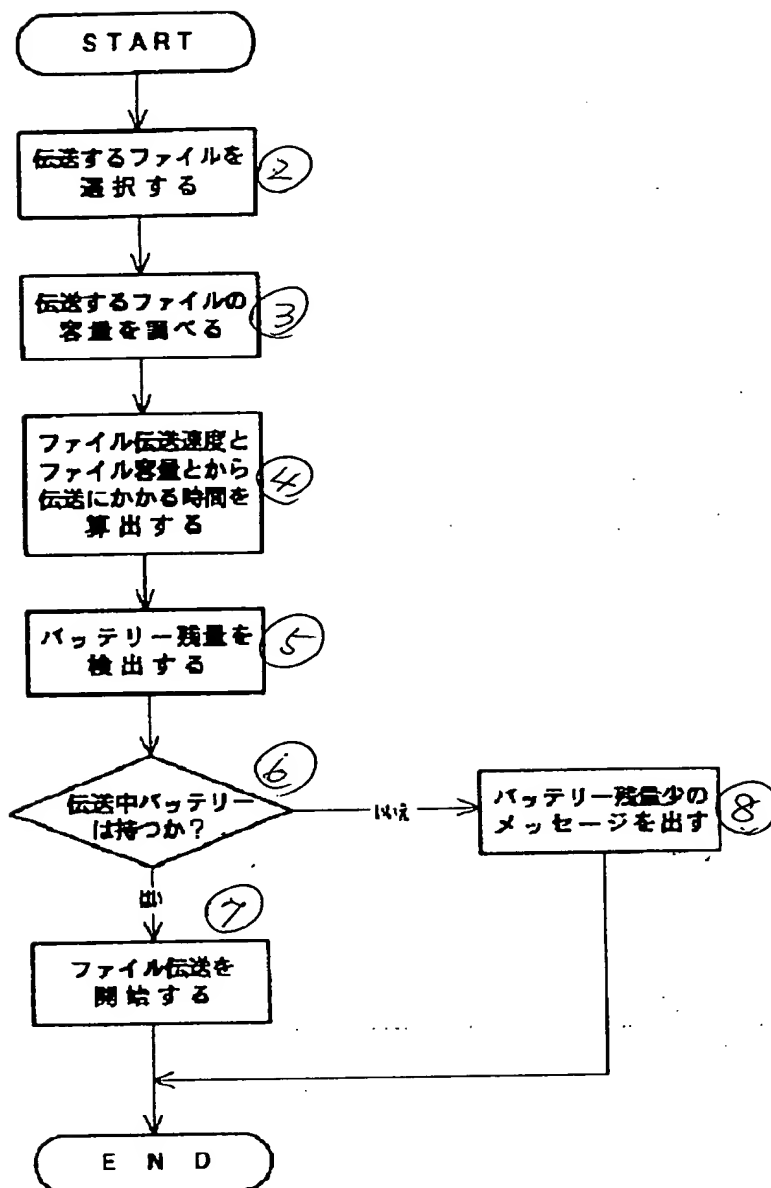 START
伝送するファイルを
選択する
②
伝送するファイルの
容量を調べる
③
ファイル伝送速度と
ファイル容量とから
伝送にかかる時間を
算出する
④
バッテリー残量を
検出する
⑤
伝送中バッテリー
は持つか?
⑥
いいえ
バッテリー残量少の
メッセージを出す
⑧
はい
⑦
ファイル伝送を
開始する
END